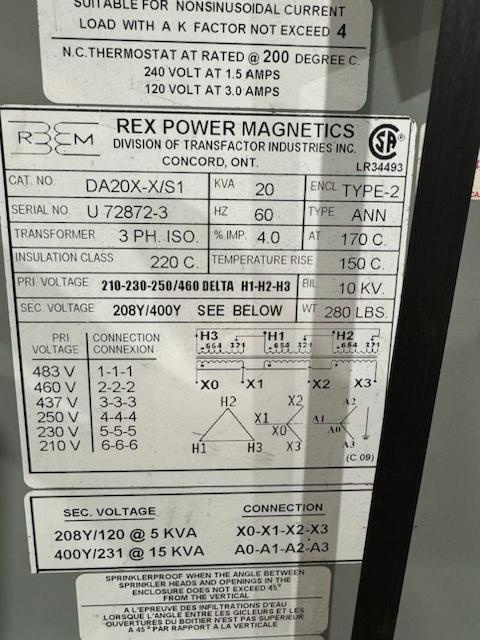 SUITABLE FOR NONSINUSOIDAL CURRENT
LOAD WITH A K FACTOR NOT EXCEED 4
N.C. THERMOSTAT AT RATED @ 200 DEGREE C.
240 VOLT AT 1.5 AMPS
120 VOLT AT 3.0 AMPS
REM
REX POWER MAGNETICS
DIVISION OF TRANSFACTOR INDUSTRIES INC.
CONCORD, ONT.
SA
LR34493
CAT. NO. DA20X-X/S1 KVA 20 ENCL TYPE-2
SERIAL NO. U 72872-3 HZ 60 TYPE ANN
TRANSFORMER 3 PH. ISO. % IMP. 4.0 AT 170 C.
INSULATION CLASS 220 C. TEMPERATURE RISE 150 C.
PRI. VOLTAGE 210-230-250/460 DELTA H1-H2-H3 BIL 10 KV.
SEC. VOLTAGE 208Y/400Y SEE BELOW WT 280 LBS.
PRI. VOLTAGE CONNECTION CONNEXION
483 V 1-1-1
460 V 2-2-2
437 V 3-3-3
250 V 4-4-4
230 V 5-5-5
210 V 6-6-6
H3 H1 H2
654 321 654 321 654 321
X0 X1 X2 X3
H2
H1 H3
X2
X1
X0
X3
A2
A1
A0
A3
(C 09)
SEC. VOLTAGE CONNECTION
208Y/120 @ 5 KVA X0-X1-X2-X3
400Y/231 @ 15 KVA A0-A1-A2-A3
SPRINKLERPROOF WHEN THE ANGLE BETWEEN
SPRINKLER HEADS AND OPENINGS IN THE
ENCLOSURE DOES NOT EXCEED 45°
FROM THE VERTICAL
A L'EPREUVE DES INFILTRATIONS D'EAU
LORSQUE L'ANGLE ENTRE LES GICLEURS ET LES
OUVERTURES DU BOITIER N'EST PAS SUPERIEUR
A 45° PAR RAPPORT A LA VERTICALE